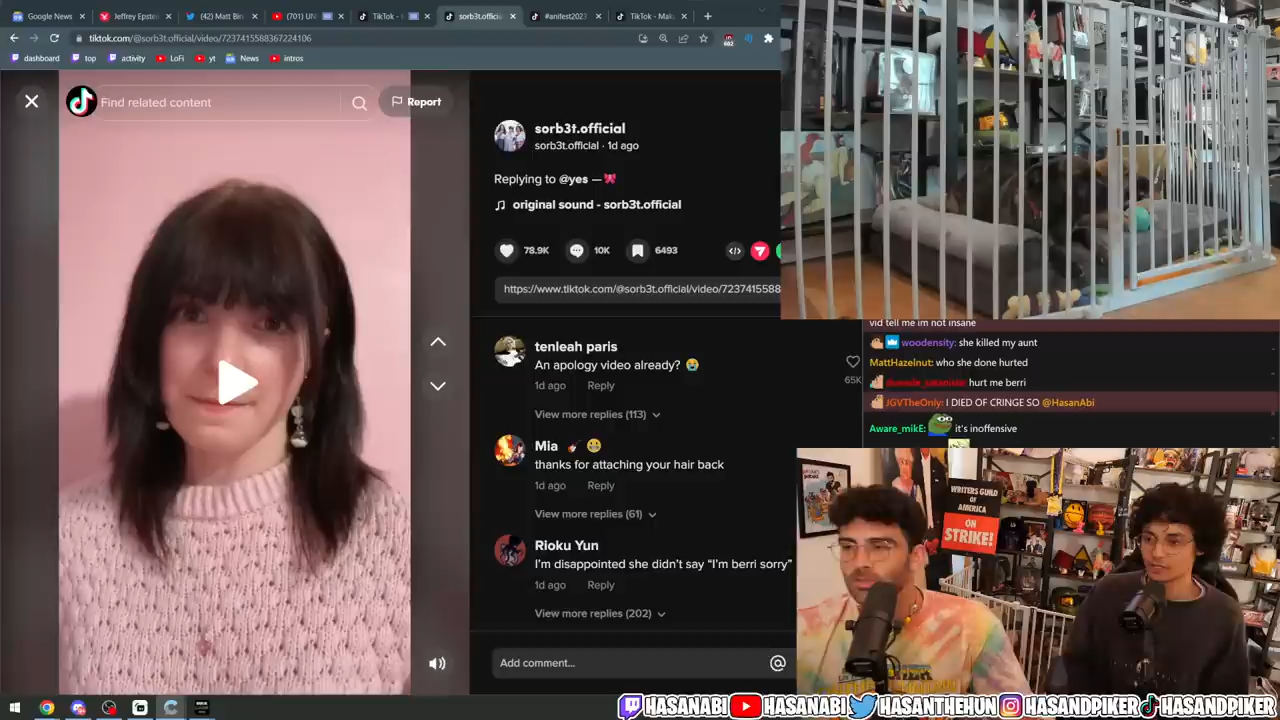 Google News
Jeffrey Epste
(42) Matt Bin
(701) UN
TikTok -
sorb3t.officia
#anifest2023
TikTok - Mak
tiktok.com/@sorb3t.official/video/7237415588367224106
602
dashboard
top
activity
LoFi
yt
News
intros
Find related content
Report
sorb3t.official
sorb3t.official · 1d ago
Replying to @yes —
original sound - sorb3t.official
78.9K
10K
6493
https://www.tiktok.com/@sorb3t.official/video/7237415588
tenleah paris
An apology video already? 😭
1d ago Reply
65K
View more replies (113)
Mia
thanks for attaching your hair back
1d ago Reply
View more replies (61)
Rioku Yun
I'm disappointed she didn't say "I'm berri sorry"
1d ago Reply
View more replies (202)
Add comment...
vid tell me im not insane
woodensity: she killed my aunt
MattHazelnut: who she done hurted
hurt me berri
JGVTheOnly: I DIED OF CRINGE SO @HasanAbi
Aware_mikE: it's inoffensive
WRITERS GUILD
OF
AMERICA
ON
STRIKE!
HASANABI
HASANABI
HASANTHEHUN
HASANDPIKER
HASANDPIKER